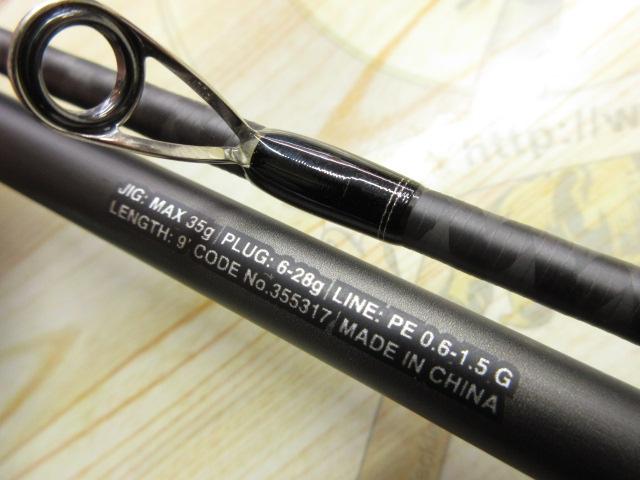 JIG: MAX 35g | PLUG: 6-28g | LINE: PE 0.6-1.5 G
LENGTH: 9' CODE No.355317 | MADE IN CHINA
http://w